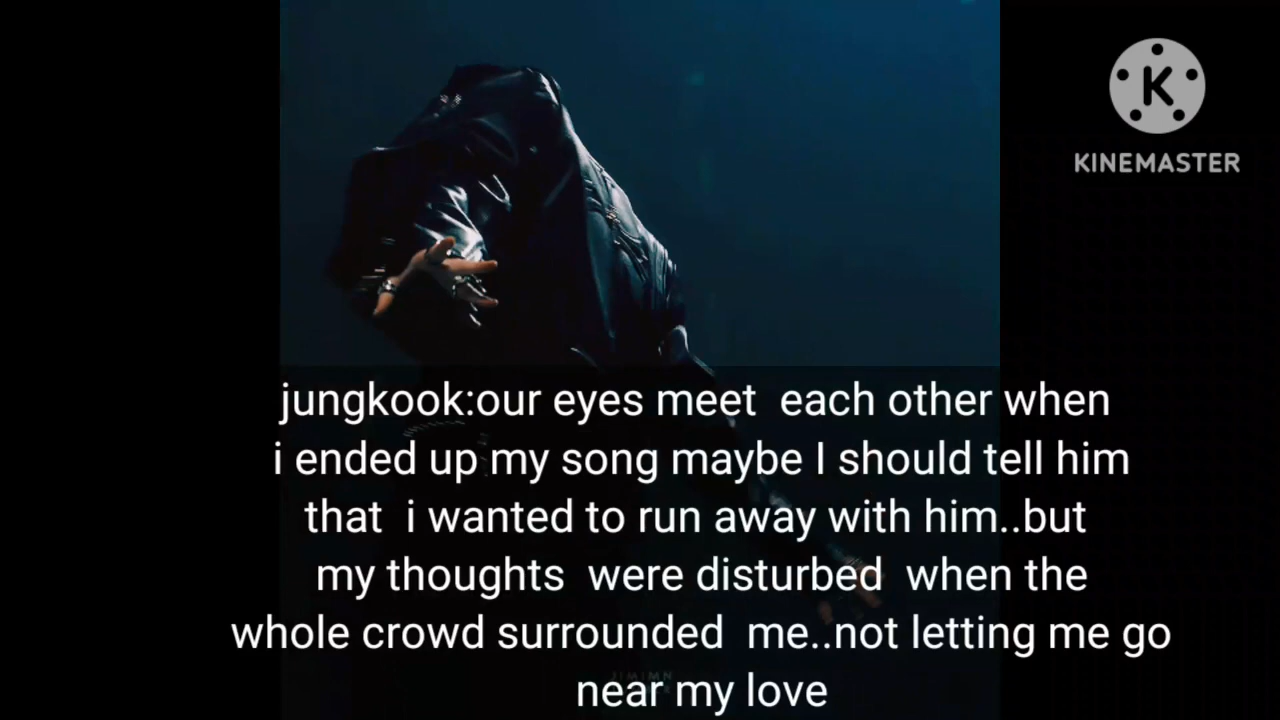 KINEMASTER
jungkook:our eyes meet  each other when
i ended up my song maybe I should tell him
that  i wanted to run away with him..but
my thoughts  were disturbed  when the
whole crowd surrounded  me..not letting me go
near my love